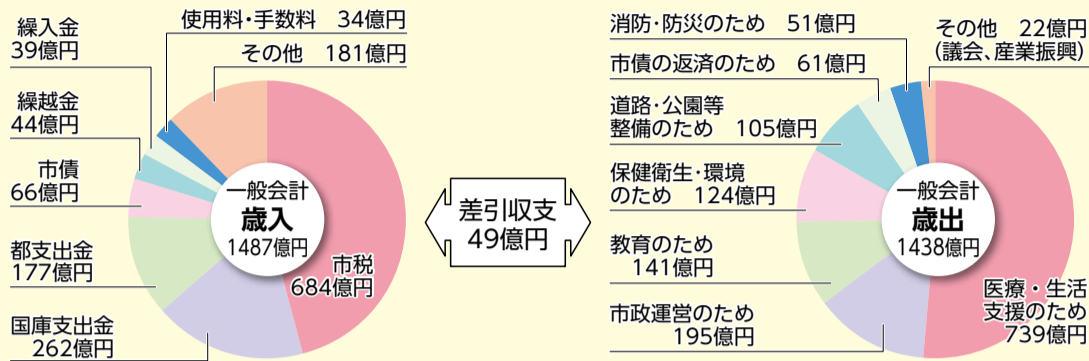 繰入金
39億円
使用料・手数料　34億円
その他　181億円
繰越金
44億円
市債
66億円
都支出金
177億円
国庫支出金
262億円
一般会計
歳入
1487億円
市税
684億円
差引収支
49億円
消防・防災のため　51億円
その他　22億円
(議会、産業振興)
市債の返済のため　61億円
道路・公園等
整備のため　105億円
保健衛生・環境
のため　124億円
教育のため
141億円
市政運営のため
195億円
一般会計
歳出
1438億円
医療・生活
支援のため
739億円